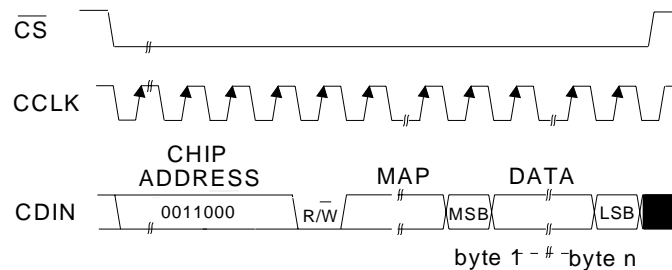 CS
CCLK
CHIP
ADDRESS
MAP
DATA
CDIN
0011000
R/W
MSB
LSB
byte 1
byte n